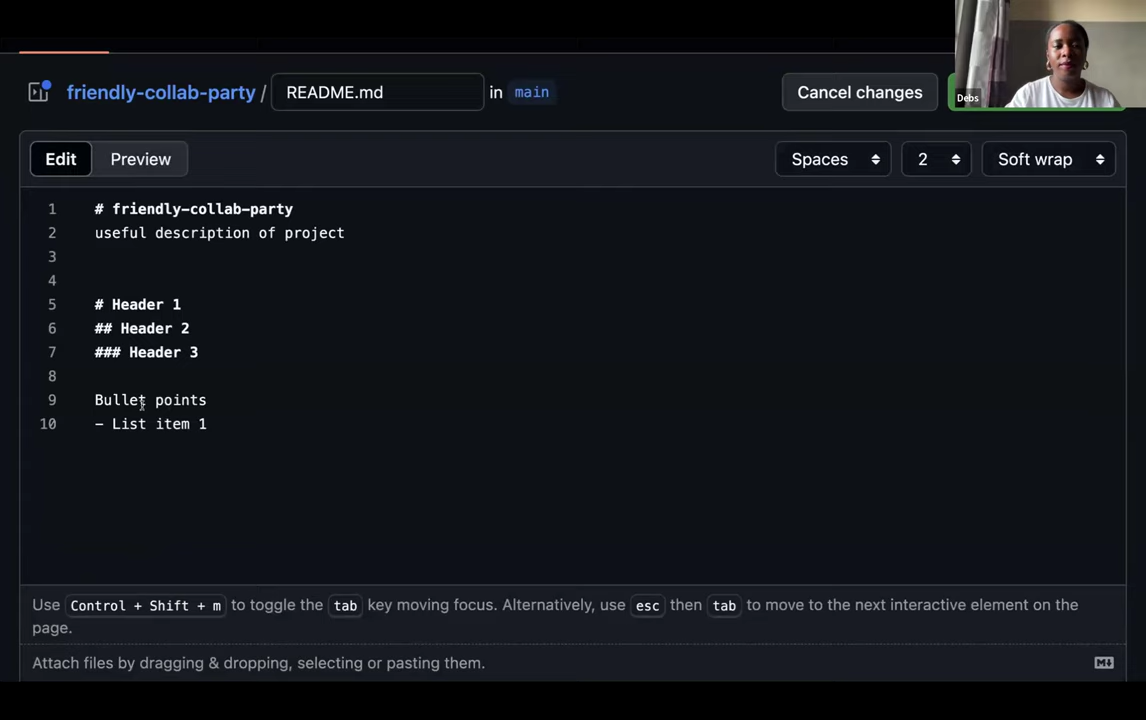 friendly-collab-party / README.md in main Cancel changes
Debs
Edit Preview Spaces 2 Soft wrap
1 # friendly-collab-party
2 useful description of project
3
4
5 # Header 1
6 ## Header 2
7 ### Header 3
8
9 Bullet points
10 - List item 1
Use Control + Shift + m to toggle the tab key moving focus. Alternatively, use esc then tab to move to the next interactive element on the
page.
Attach files by dragging & dropping, selecting or pasting them.